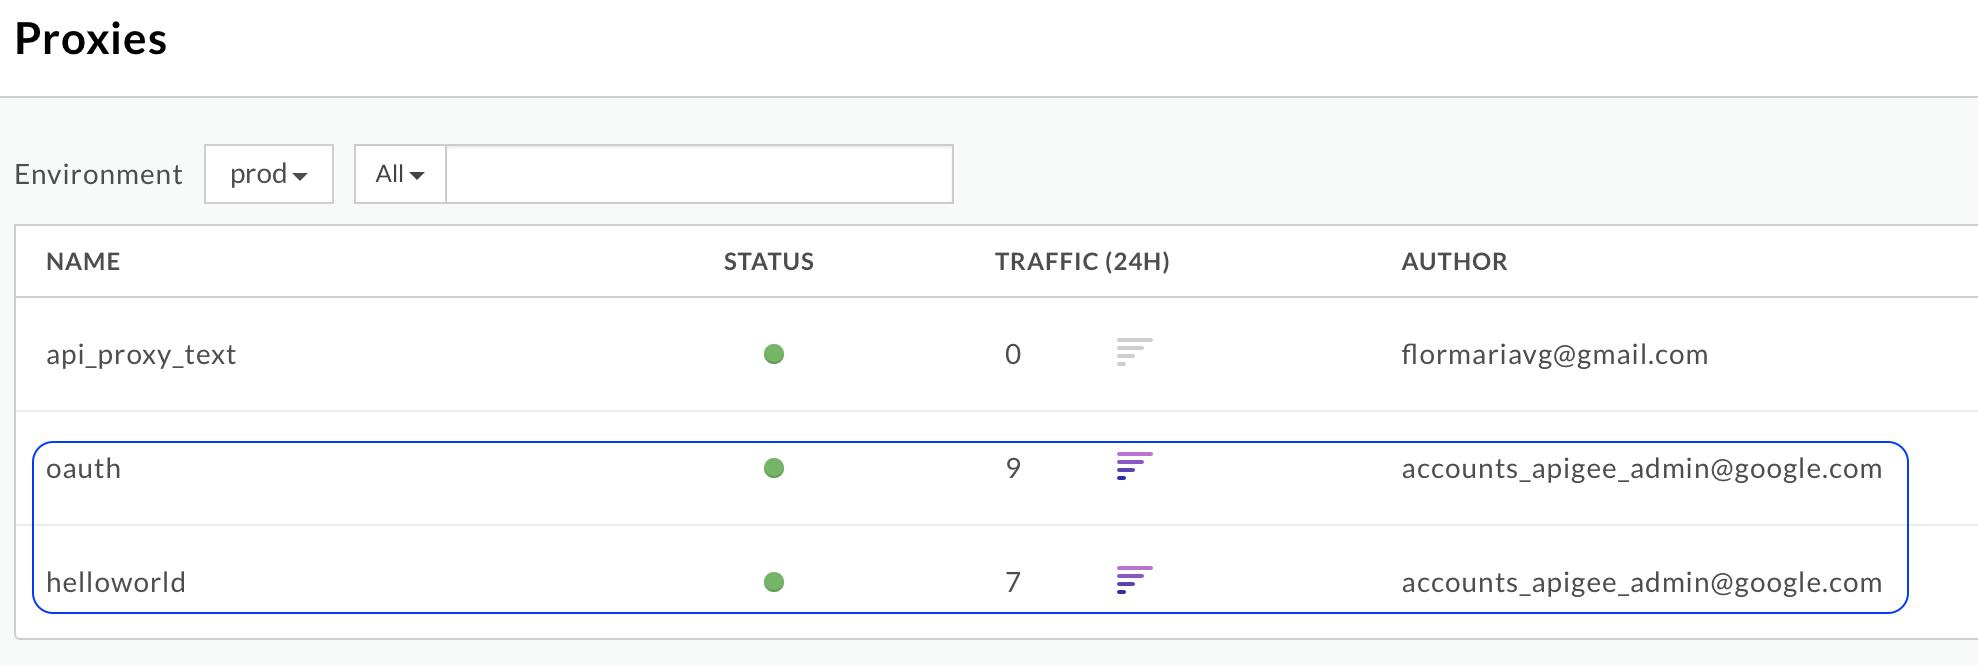 Proxies
Environment prod All
NAME STATUS TRAFFIC (24H) AUTHOR
api_proxy_text 0 flormariavg@gmail.com
oauth 9 accounts_apigee_admin@google.com
helloworld 7 accounts_apigee_admin@google.com